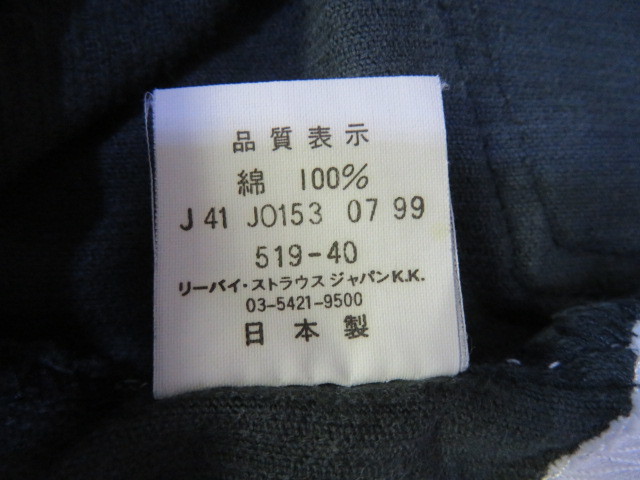 品質表示
綿 100%
J 41 J0153 07 99
519-40
リーバイ・ストラウス ジャパンK.K.
03-5421-9500
日本製